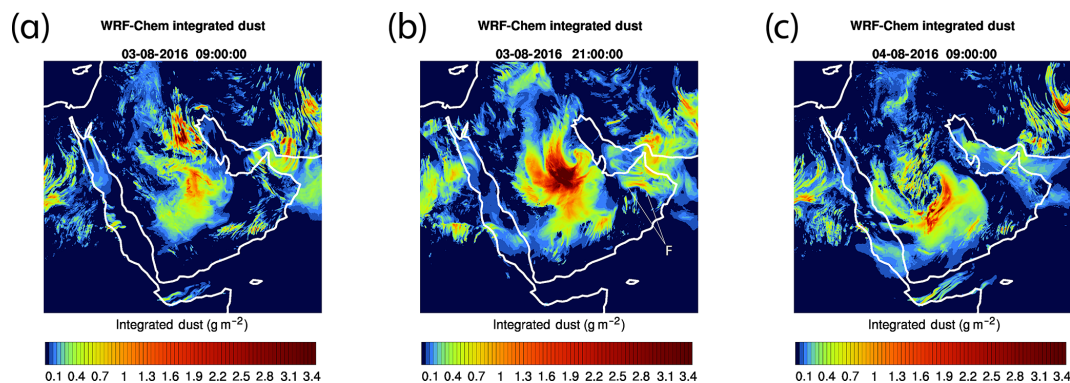 (a)
WRF-Chem integrated dust
03-08-2016 09:00:00
Integrated dust (g m−2)
0.1 0.4 0.7 1 1.3 1.6 1.9 2.2 2.5 2.8 3.1 3.4
(b)
WRF-Chem integrated dust
03-08-2016 21:00:00
F
Integrated dust (g m−2)
0.1 0.4 0.7 1 1.3 1.6 1.9 2.2 2.5 2.8 3.1 3.4
(c)
WRF-Chem integrated dust
04-08-2016 09:00:00
Integrated dust (g m−2)
0.1 0.4 0.7 1 1.3 1.6 1.9 2.2 2.5 2.8 3.1 3.4